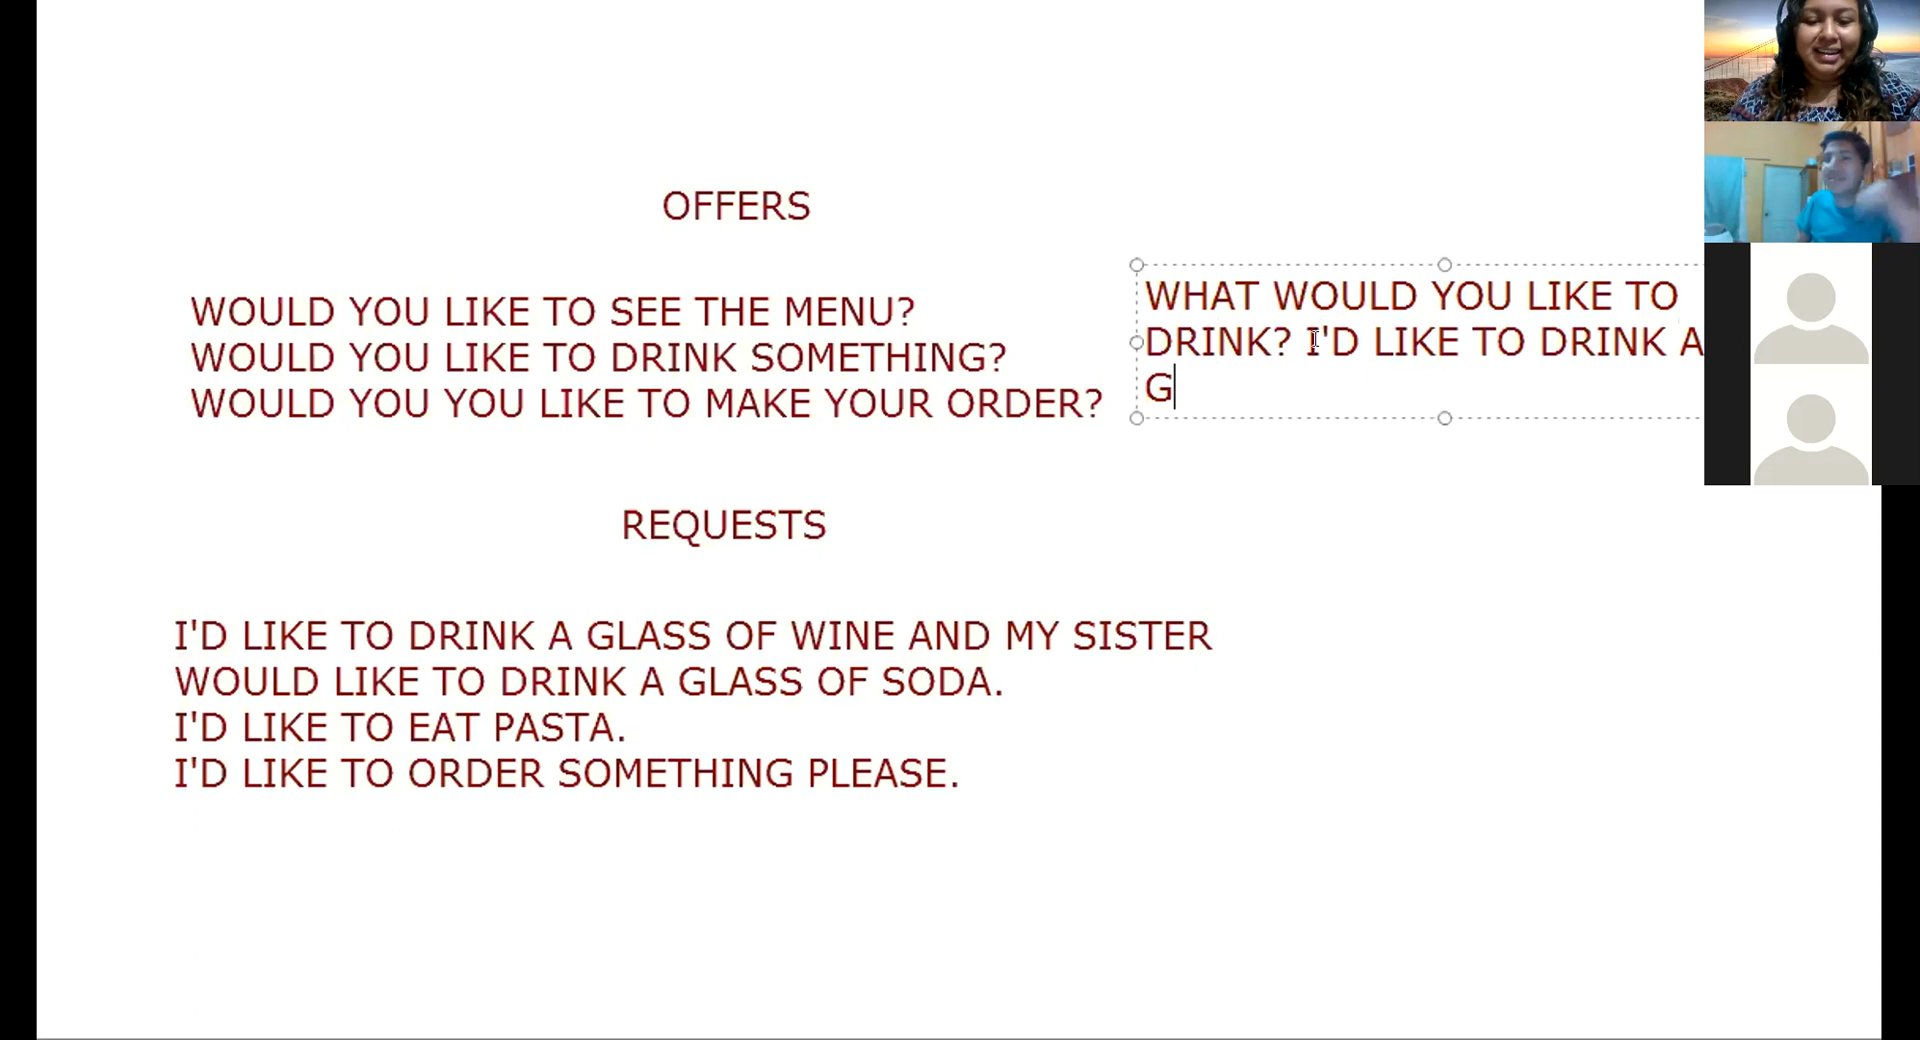 OFFERS
WOULD YOU LIKE TO SEE THE MENU?
WOULD YOU LIKE TO DRINK SOMETHING?
WOULD YOU YOU LIKE TO MAKE YOUR ORDER?
WHAT WOULD YOU LIKE TO
DRINK? I'D LIKE TO DRINK A
G
REQUESTS
I'D LIKE TO DRINK A GLASS OF WINE AND MY SISTER
WOULD LIKE TO DRINK A GLASS OF SODA.
I'D LIKE TO EAT PASTA.
I'D LIKE TO ORDER SOMETHING PLEASE.